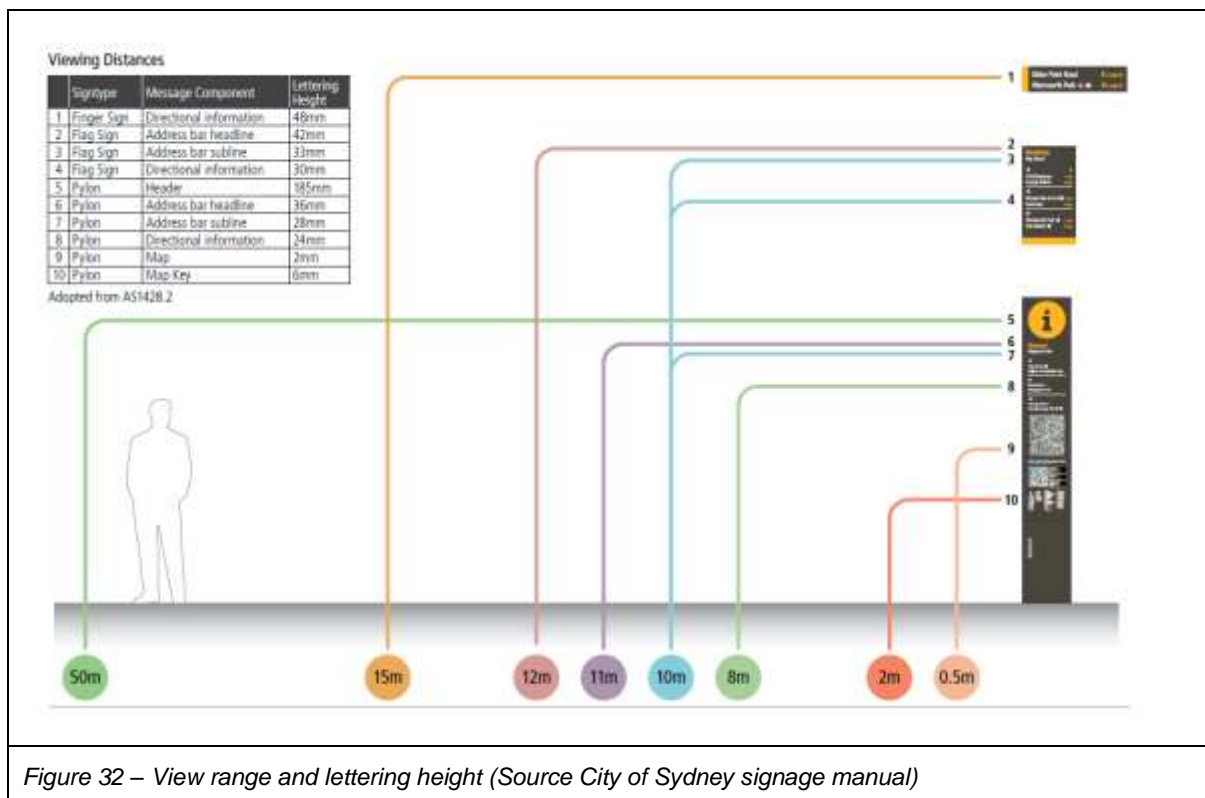 Viewing Distances
Signtype Message Component Lettering Height
1 Finger Sign Directional information 48mm
2 Flag Sign Address bar headline 42mm
3 Flag Sign Address bar subline 33mm
4 Flag Sign Directional information 30mm
5 Pylon Header 185mm
6 Pylon Address bar headline 36mm
7 Pylon Address bar subline 28mm
8 Pylon Directional information 24mm
9 Pylon Map 2mm
10 Pylon Map Key 6mm
Adopted from AS1428.2
1
2
3
4
5
i
6
7
8
9
10
50m 15m 12m 11m 10m 8m 2m 0.5m
Figure 32 – View range and lettering height (Source City of Sydney signage manual)